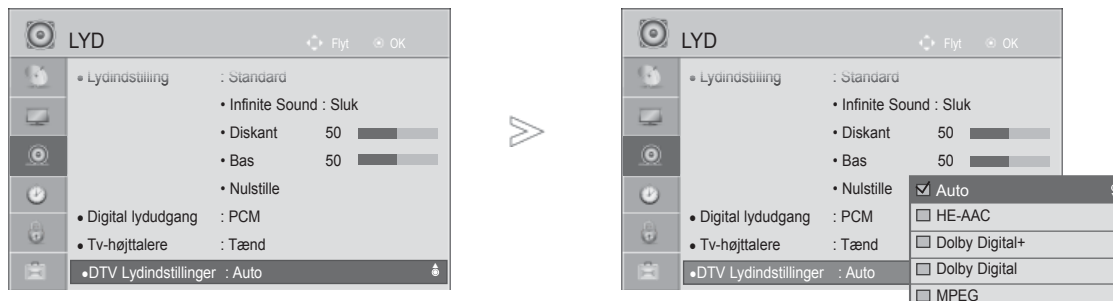 LYD Flyt OK
• Lydindstilling : Standard
• Infinite Sound : Sluk
• Diskant 50
• Bas 50
• Nulstille
• Digital lydudgang : PCM
• Tv-højttalere : Tænd
•DTV Lydindstillinger : Auto
LYD Flyt OK
• Lydindstilling : Standard
• Infinite Sound : Sluk
• Diskant 50
• Bas 50
• Nulstille
• Digital lydudgang : PCM
• Tv-højttalere : Tænd
•DTV Lydindstillinger : Auto
Auto
HE-AAC
Dolby Digital+
Dolby Digital
MPEG